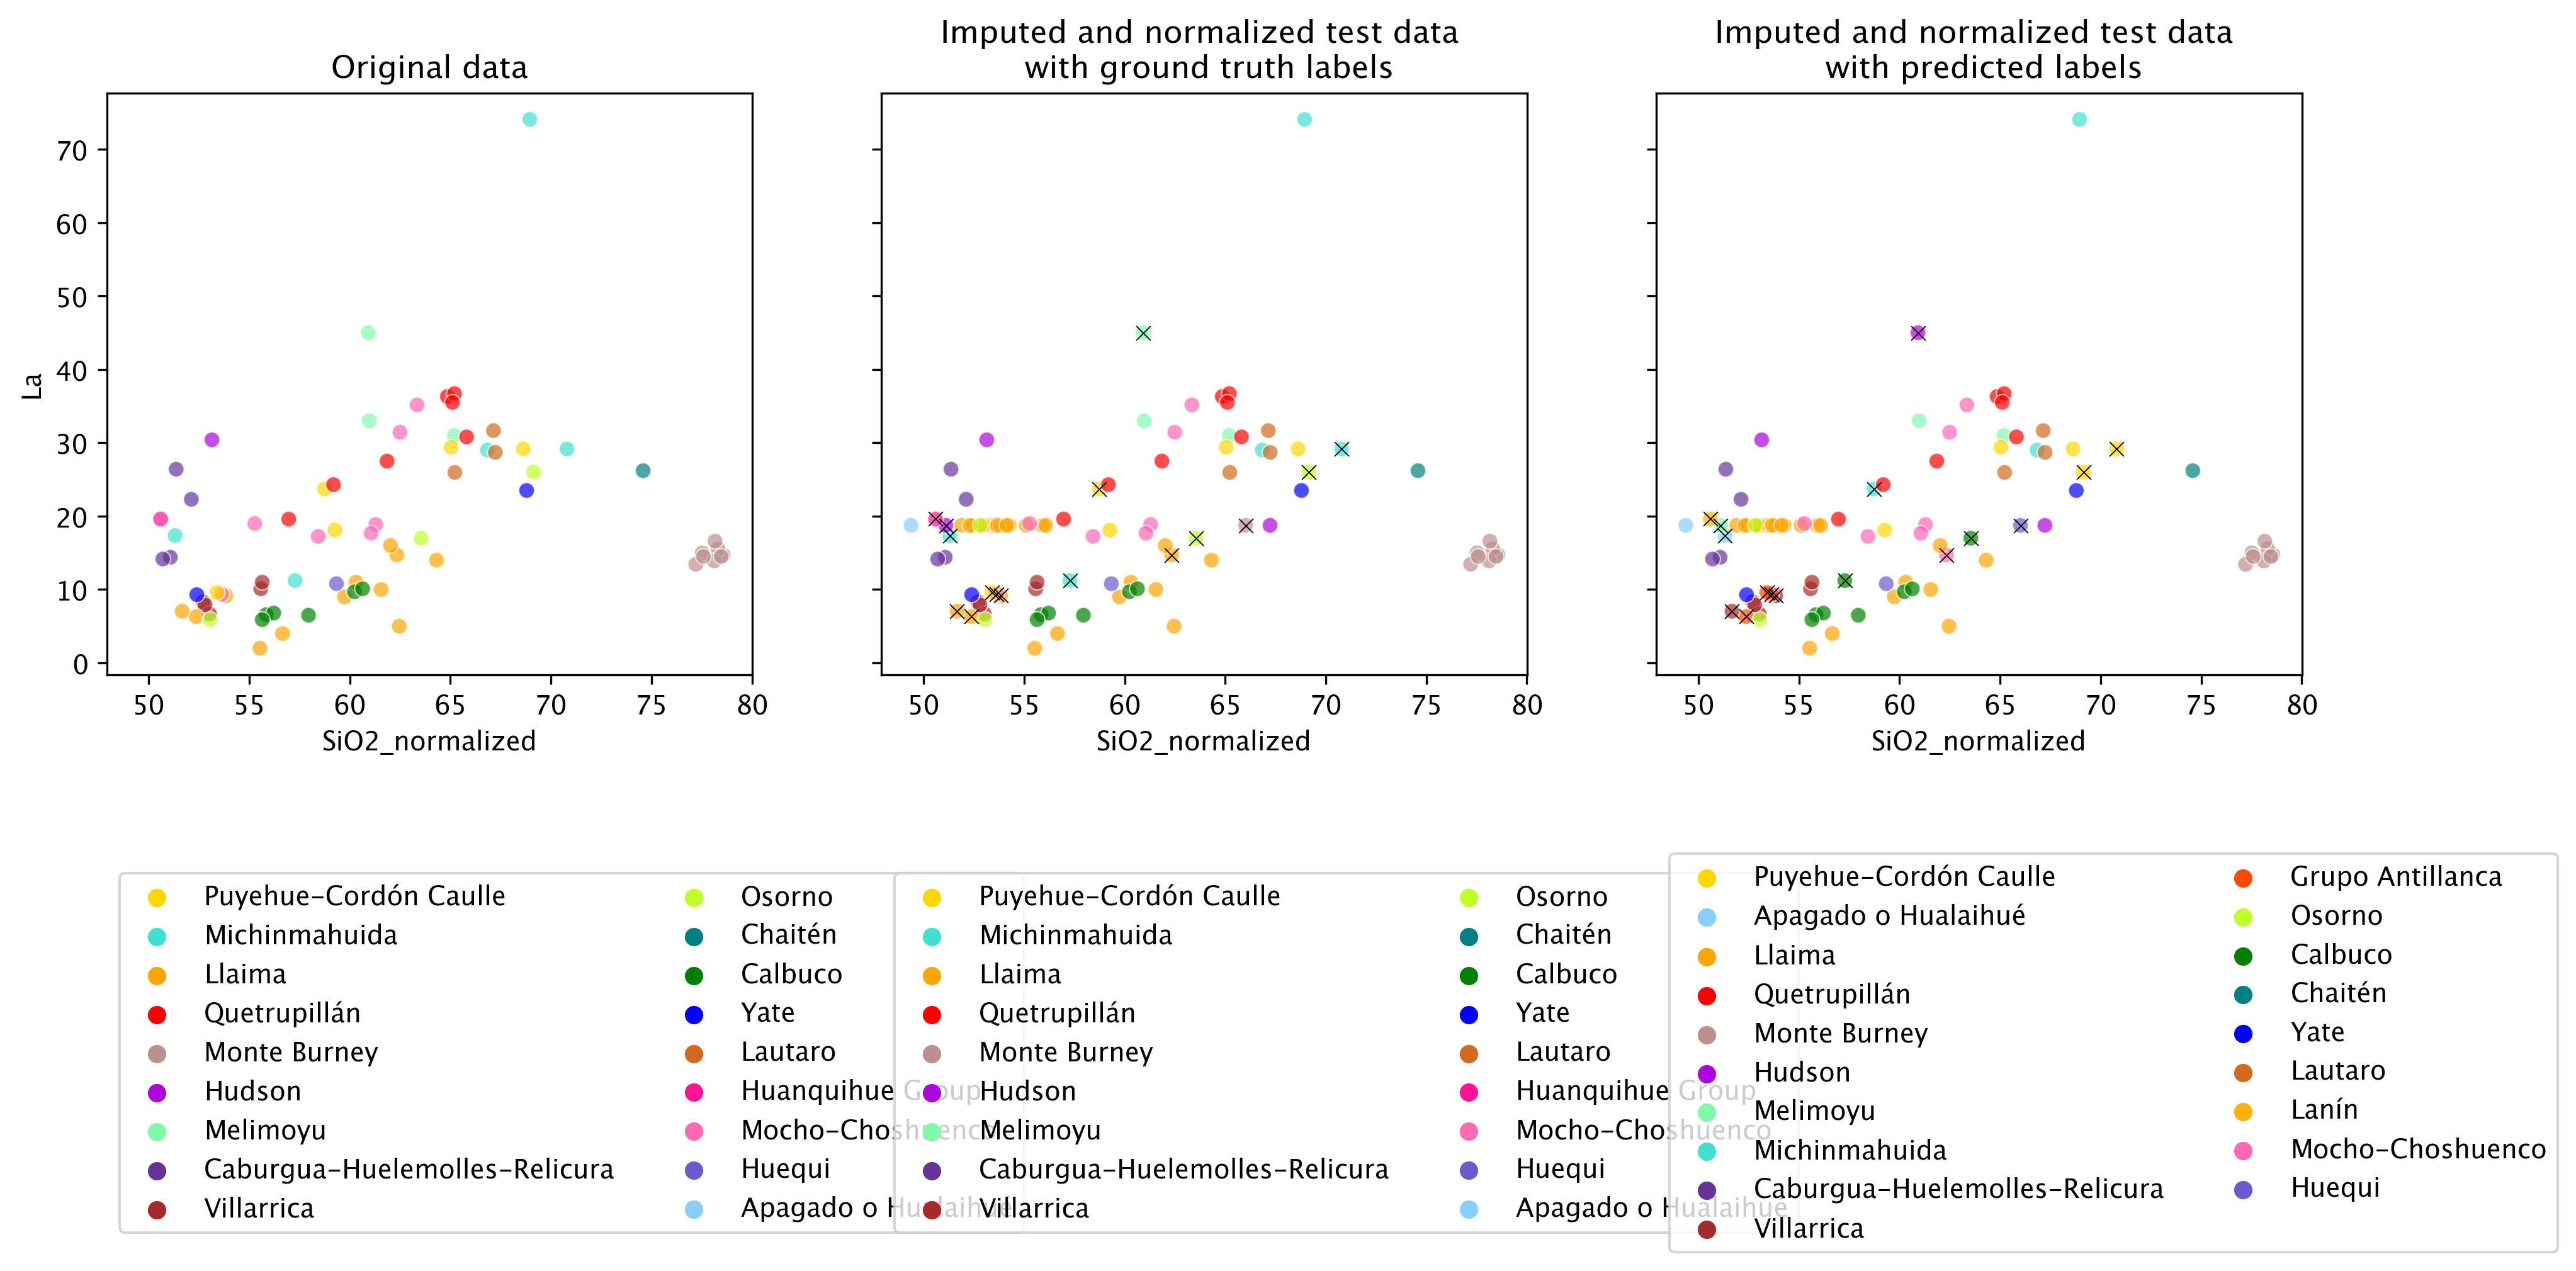 Original data
Imputed and normalized test data
with ground truth labels
Imputed and normalized test data
with predicted labels
La
70
60
50
40
30
20
10
0
50 55 60 65 70 75 80
SiO2_normalized
50 55 60 65 70 75 80
SiO2_normalized
50 55 60 65 70 75 80
SiO2_normalized
Puyehue-Cordón Caulle
Michinmahuida
Llaima
Quetrupillán
Monte Burney
Hudson
Melimoyu
Caburgua-Huelemolles-Relicura
Villarrica
Osorno
Chaitén
Calbuco
Yate
Lautaro
Huanquihue Group
Mocho-Choshuenco
Huequi
Apagado o Hualaihué
Puyehue-Cordón Caulle
Michinmahuida
Llaima
Quetrupillán
Monte Burney
Hudson
Melimoyu
Caburgua-Huelemolles-Relicura
Villarrica
Osorno
Chaitén
Calbuco
Yate
Lautaro
Huanquihue Group
Mocho-Choshuenco
Huequi
Apagado o Hualaihué
Puyehue-Cordón Caulle
Apagado o Hualaihué
Llaima
Quetrupillán
Monte Burney
Hudson
Melimoyu
Michinmahuida
Caburgua-Huelemolles-Relicura
Villarrica
Grupo Antillanca
Osorno
Calbuco
Chaitén
Yate
Lautaro
Lanín
Mocho-Choshuenco
Huequi